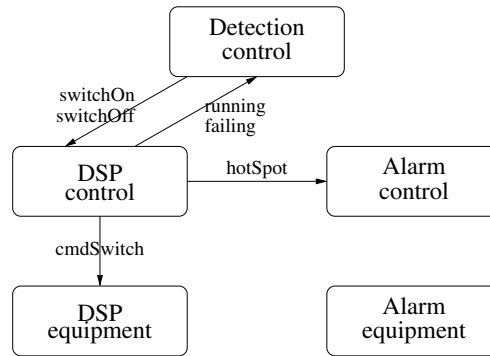 Detection
control
switchOn
switchOff
running
failing
DSP
control
hotSpot
Alarm
control
cmdSwitch
DSP
equipment
Alarm
equipment